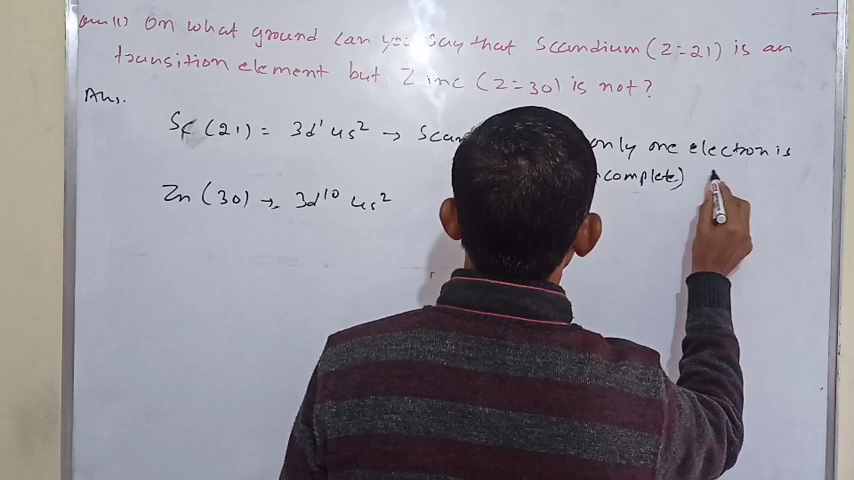 Qus.(1) On what ground can you say that Scandium (Z=21) is an
transition element but Zinc (Z=30) is not?
Ans.
Sc (21) = 3d¹ 4s² → Scan only one electron is
complete)
Zn (30) → 3d¹⁰ 4s²